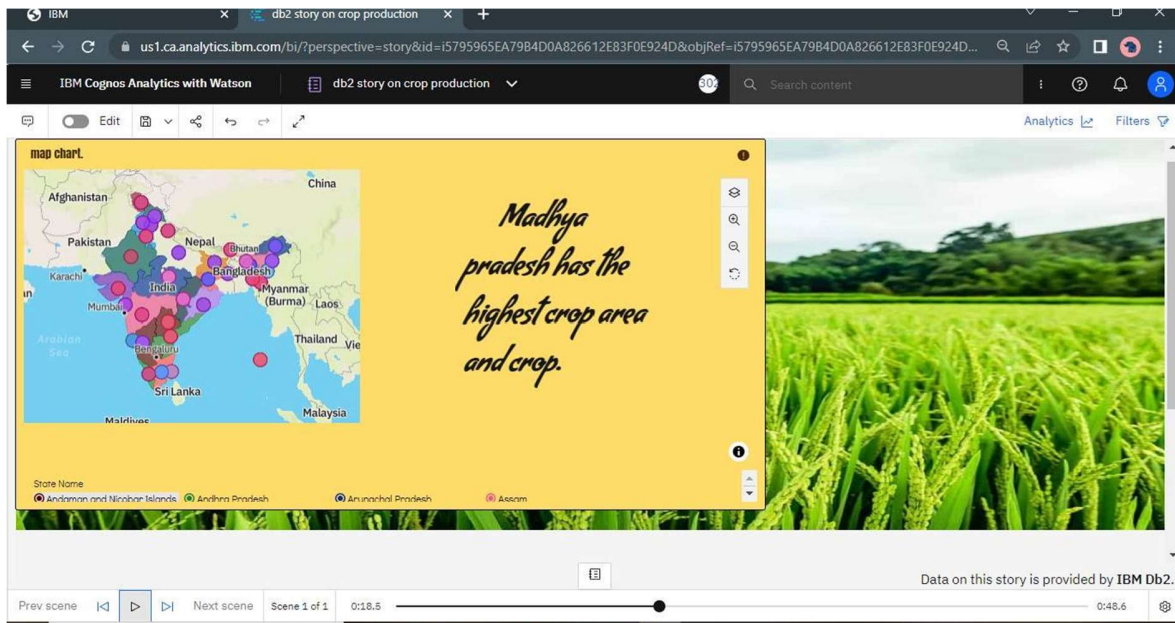 IBM
db2 story on crop production
us1.ca.analytics.ibm.com/bi/?perspective=story&id=i5795965EA79B4D0A826612E83F0E924D&objRef=i5795965EA79B4D0A826612E83F0E924D...
IBM Cognos Analytics with Watson
db2 story on crop production
302
Search content
Edit
Analytics
Filters
map chart.
China
Afghanistan
Pakistan
Nepal
Bhutan
Karachi
Bangladesh
India
Myanmar
(Burma)
Mumbai
Laos
Arabian
Sea
Thailand
Vie
Bengaluru
Sri Lanka
Malaysia
Maldives
Madhya
pradesh has the
highest crop area
and crop.
State Name
Andaman and Nicobar Islands Andhra Pradesh Arunachal Pradesh Assam
Data on this story is provided by IBM Db2.
Prev scene Next scene Scene 1 of 1 0:18.5 0:48.6